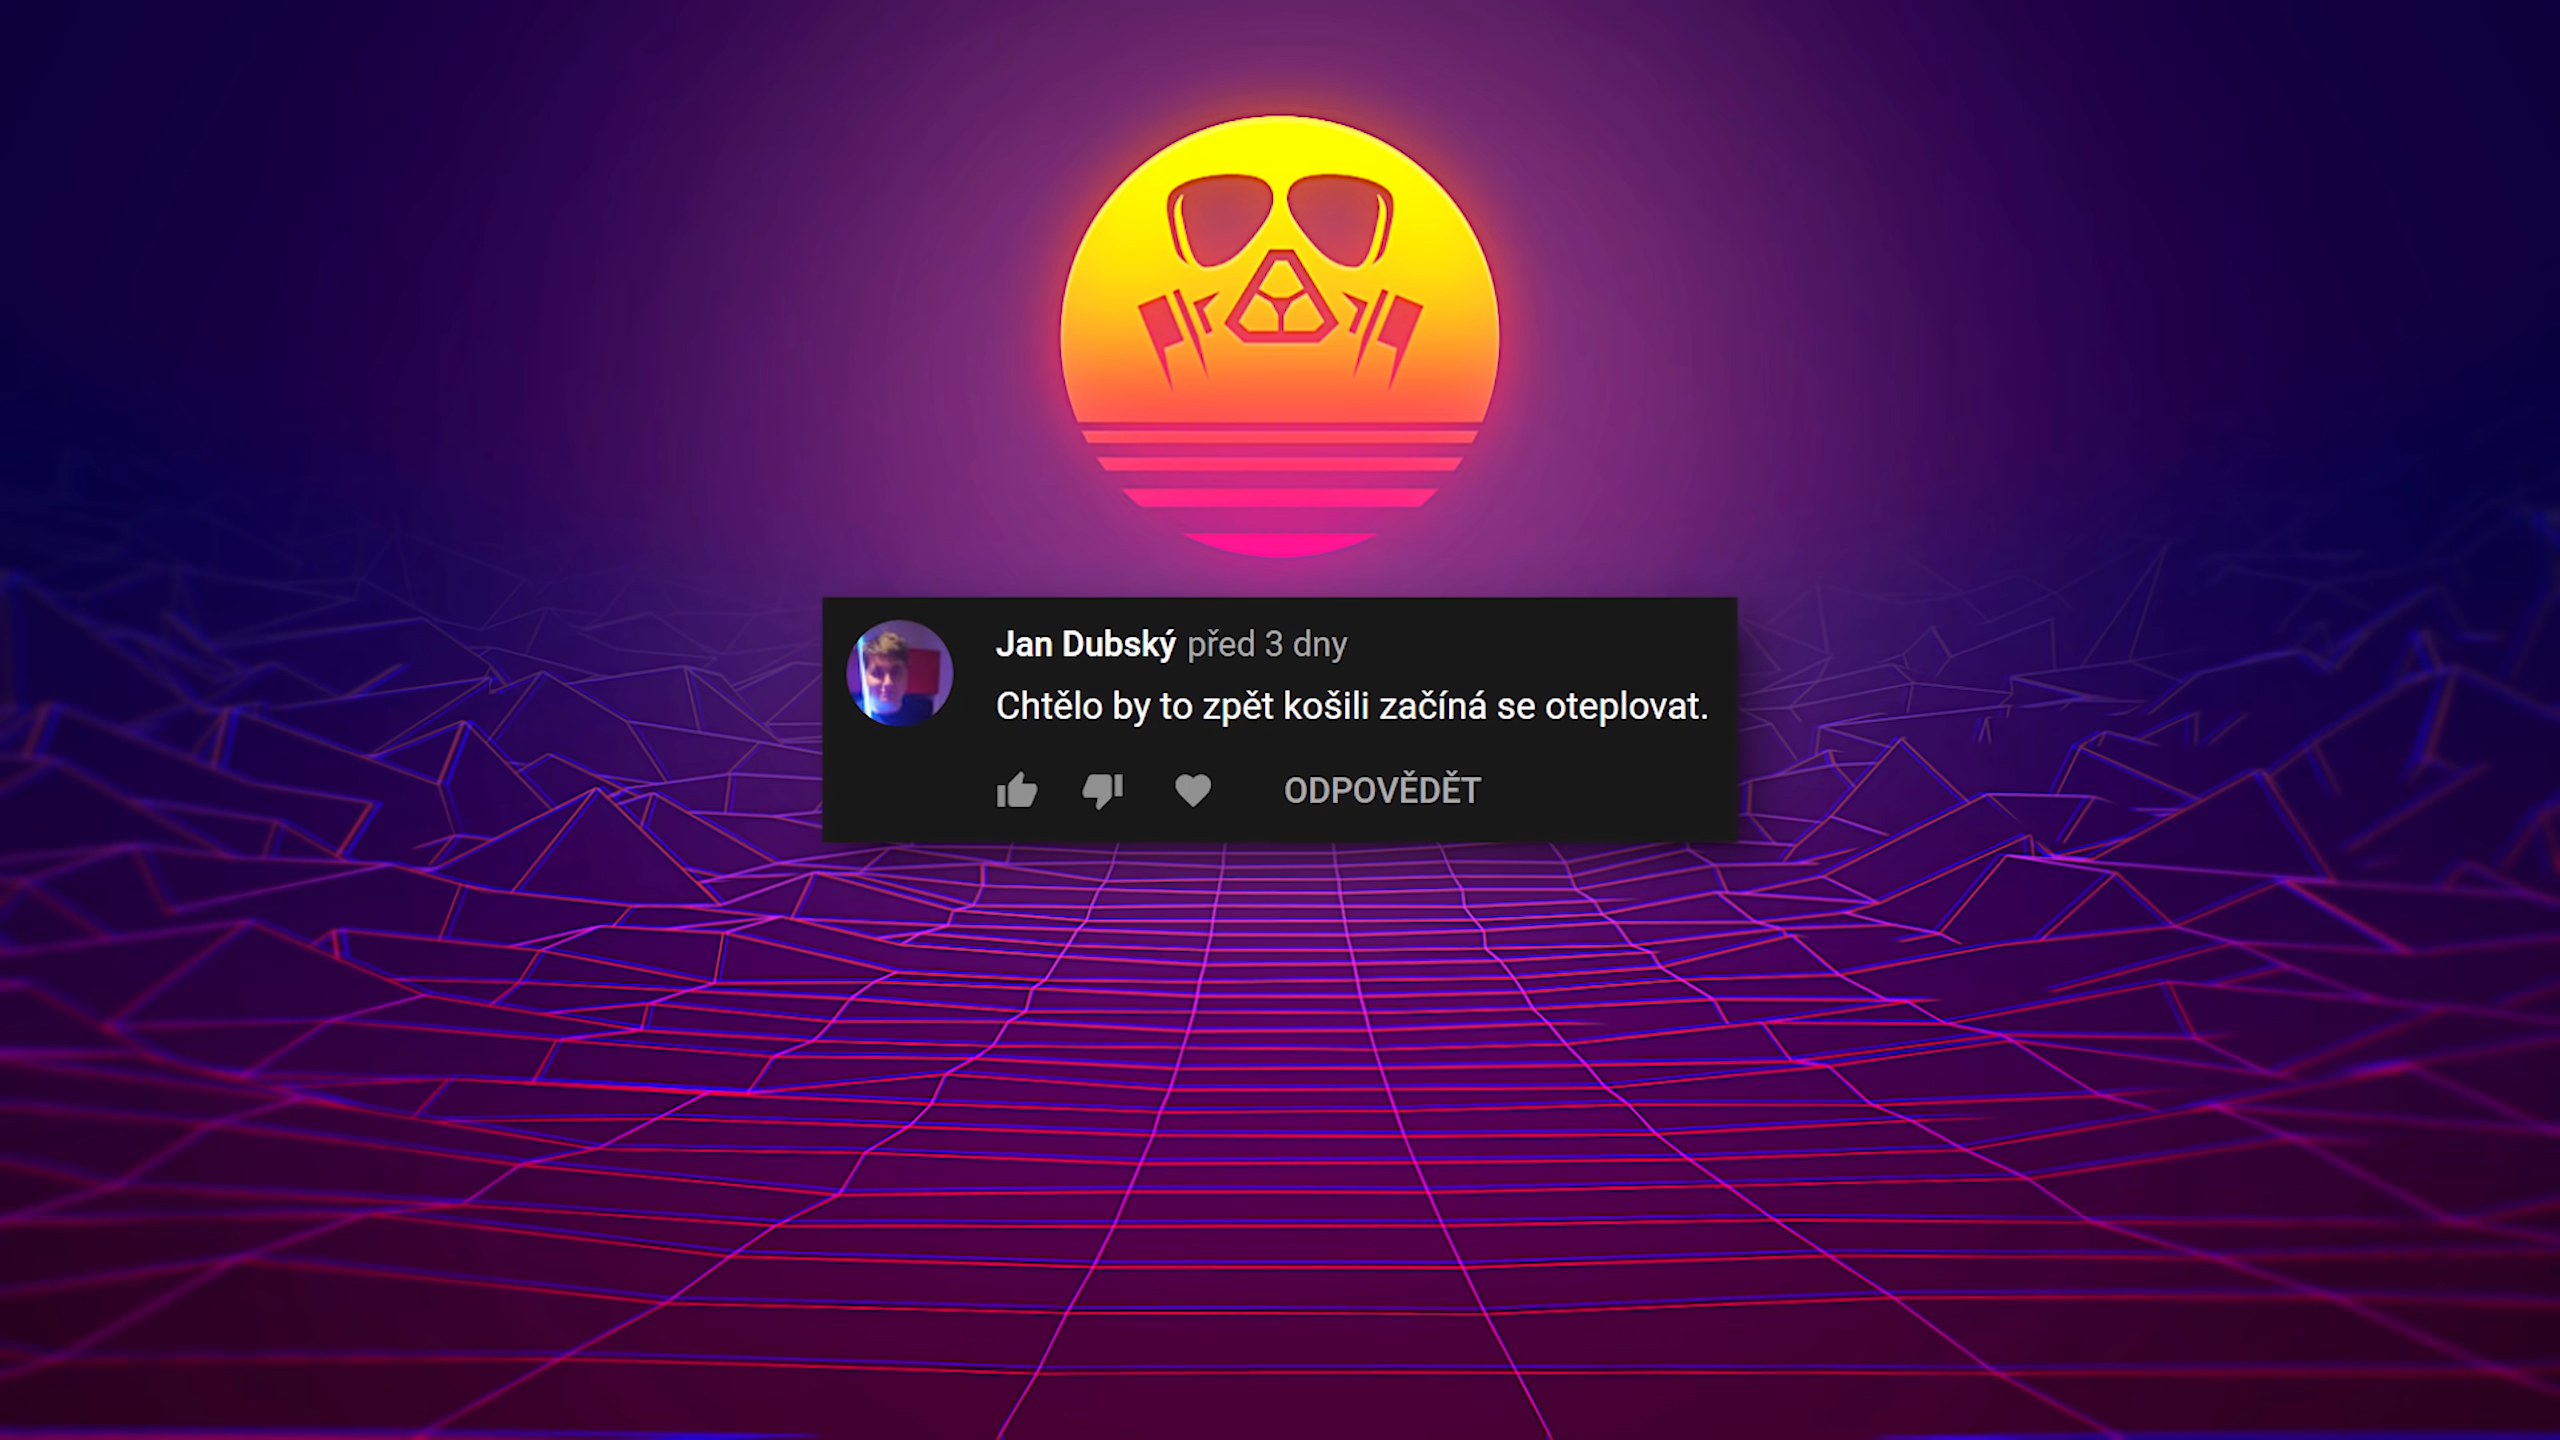 Jan Dubský před 3 dny
Chtělo by to zpět košili začíná se oteplovat.
ODPOVĚDĚT